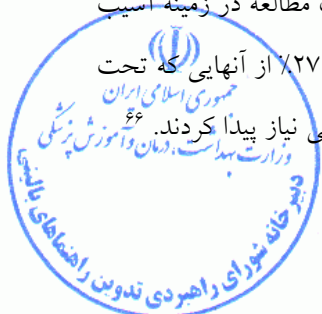 مطالعه در زمینه آسیب
۲۷٪ از آنهایی که تحت
ی نیاز پیدا کردند. ۶۶
جمهوری اسلامی ایران
وزارت بهداشت، درمان و آموزش پزشکی
دبیرخانه شورای راهبردی تدوین راهنماهای بالینی